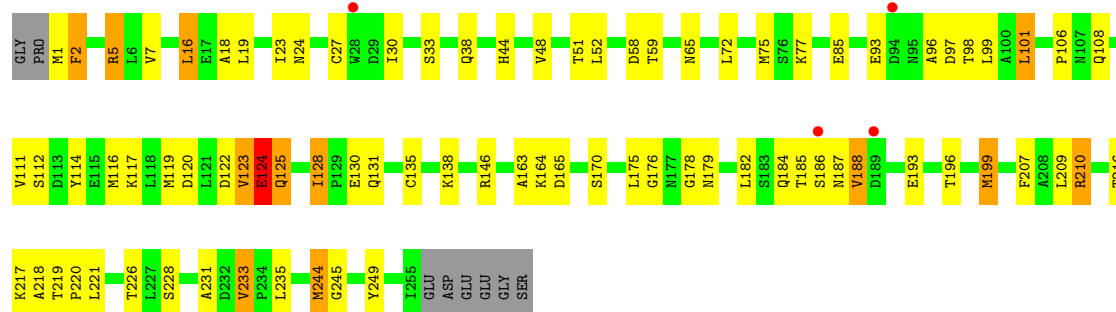 GLY PRO M1 F2 R5 L6 V7 L16 E17 A18 L19 I23 N24 C27 W28 D29 I30 S33 Q38 H44 V48 T51 L52 D58 T59 N65 L72 M75 S76 K77 E85 E93 D94 N95 A96 D97 T98 L99 A100 L101 P106 N107 Q108
V111 S112 D113 Y114 E115 M116 K117 L118 M119 D120 L121 D122 V123 E124 Q125 I128 P129 E130 Q131 C135 K138 R146 A163 K164 D165 S170 L175 G176 N177 G178 N179 L182 S183 Q184 T185 S186 N187 V188 D189 E193 T196 M199 F207 A208 L209 R210
K217 A218 T219 P220 L221 T226 L227 S228 A231 D232 V233 P234 L235 M244 G245 Y249 I255 GLU ASP GLU GLU GLY SER